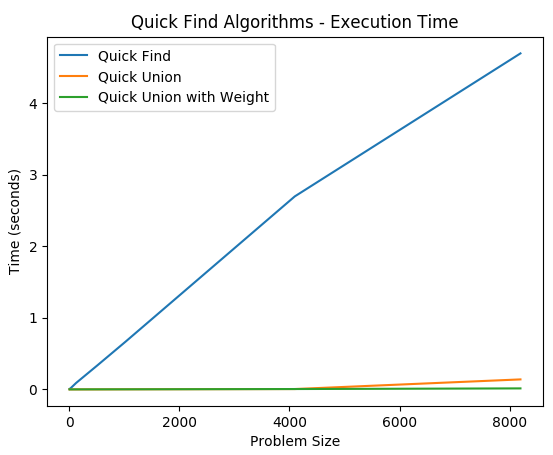 Quick Find Algorithms - Execution Time
Quick Find
Quick Union
Quick Union with Weight
Time (seconds)
4
3
2
1
0
0 2000 4000 6000 8000
Problem Size